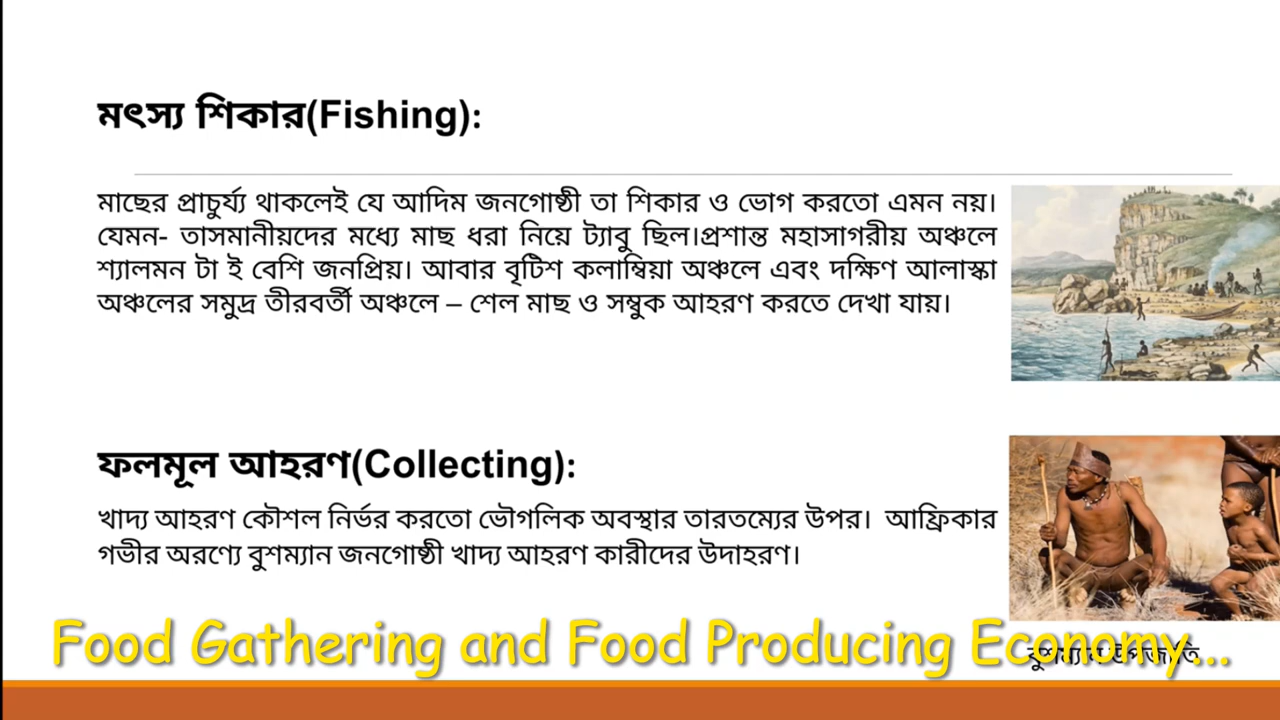 মৎস্য শিকার(Fishing):
মাছের প্রাচুর্য্য থাকলেই যে আদিম জনগোষ্ঠী তা শিকার ও ভোগ করতো এমন নয়।
যেমন- তাসমানীয়দের মধ্যে মাছ ধরা নিয়ে ট্যাবু ছিল।প্রশান্ত মহাসাগরীয় অঞ্চলে
শ্যালমন টা ই বেশি জনপ্রিয়। আবার বৃটিশ কলাম্বিয়া অঞ্চলে এবং দক্ষিণ আলাস্কা
অঞ্চলের সমুদ্র তীরবর্তী অঞ্চলে – শেল মাছ ও সম্বুক আহরণ করতে দেখা যায়।
ফলমূল আহরণ(Collecting):
খাদ্য আহরণ কৌশল নির্ভর করতো ভৌগলিক অবস্থার তারতম্যের উপর। আফ্রিকার
গভীর অরণ্যে বুশম্যান জনগোষ্ঠী খাদ্য আহরণ কারীদের উদাহরণ।
Food Gathering and Food Producing Economy...
বুশম্যান উপজাতি